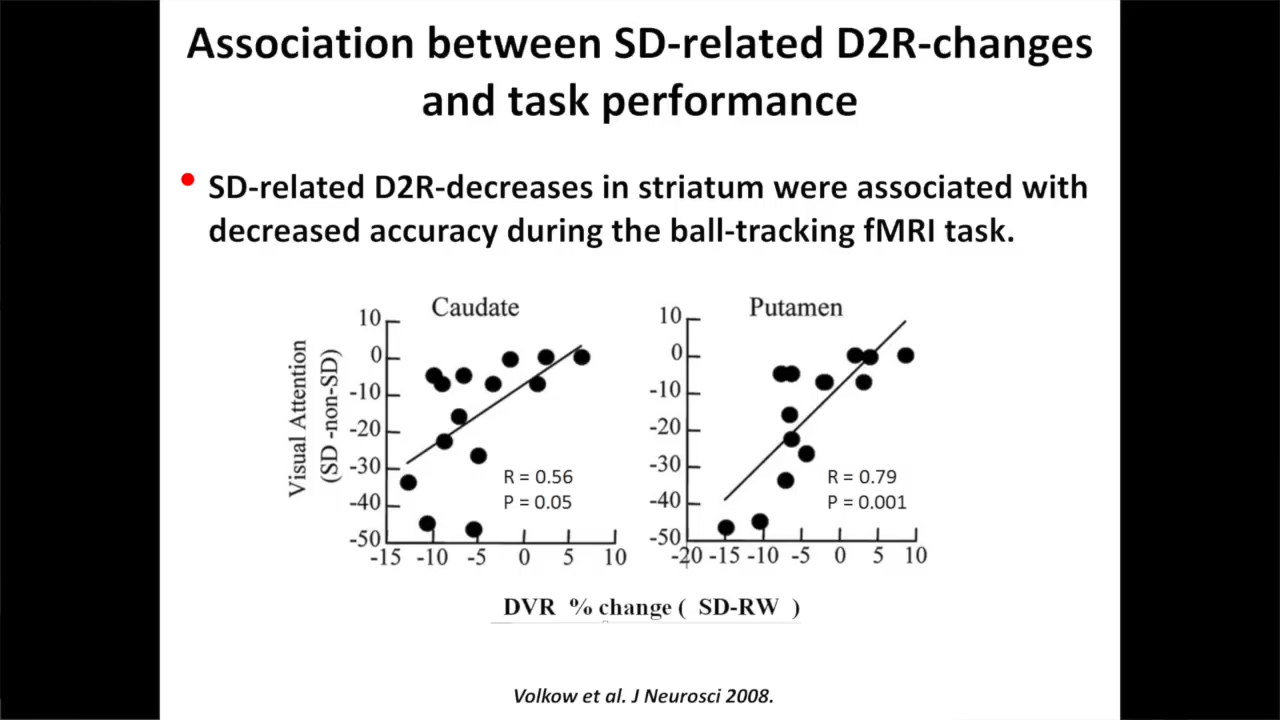 Association between SD-related D2R-changes
and task performance
• SD-related D2R-decreases in striatum were associated with
decreased accuracy during the ball-tracking fMRI task.
Caudate
Visual Attention
(SD -non-SD)
10
0
-10
-20
-30
-40
-50
R = 0.56
P = 0.05
-15 -10 -5 0 5 10
Putamen
10
0
-10
-20
-30
-40
-50
R = 0.79
P = 0.001
-20 -15 -10 -5 0 5 10
DVR % change ( SD-RW )
Volkow et al. J Neurosci 2008.